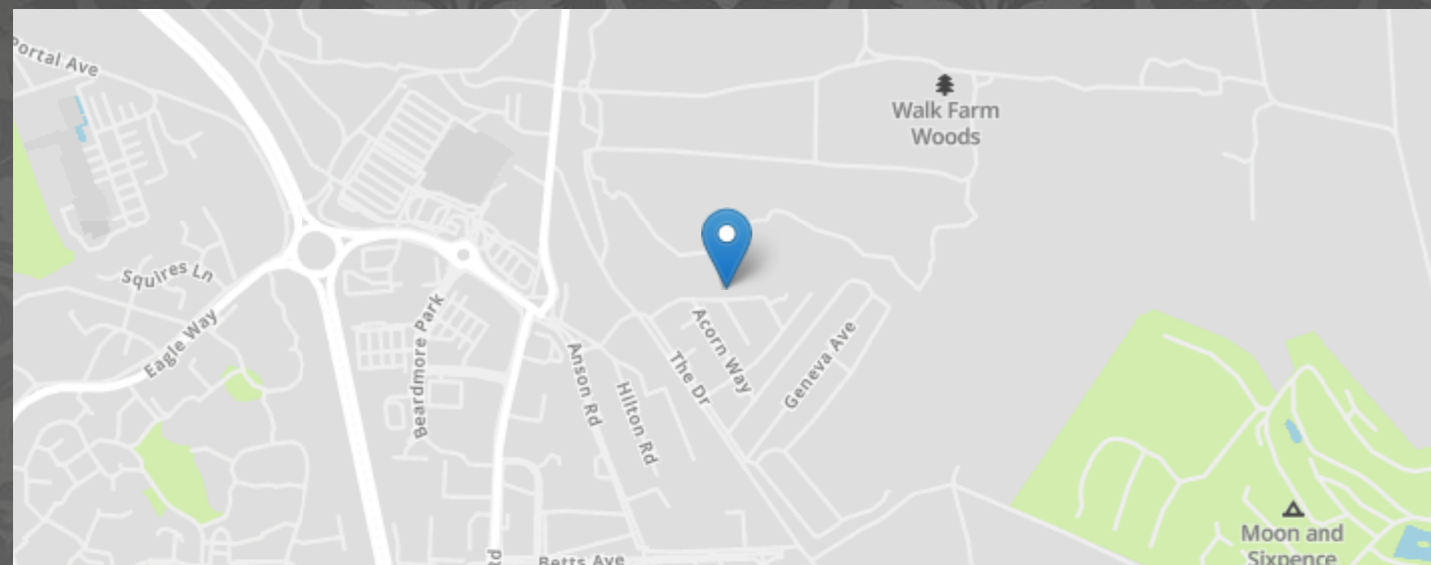 Portal Ave
Walk Farm
Woods
Squires Ln
Eagle Way
Beardmore Park
Acorn Way
The Dr
Geneva Ave
Anson Rd
Hilton Rd
Moon and
Sixpence
Betts Ave